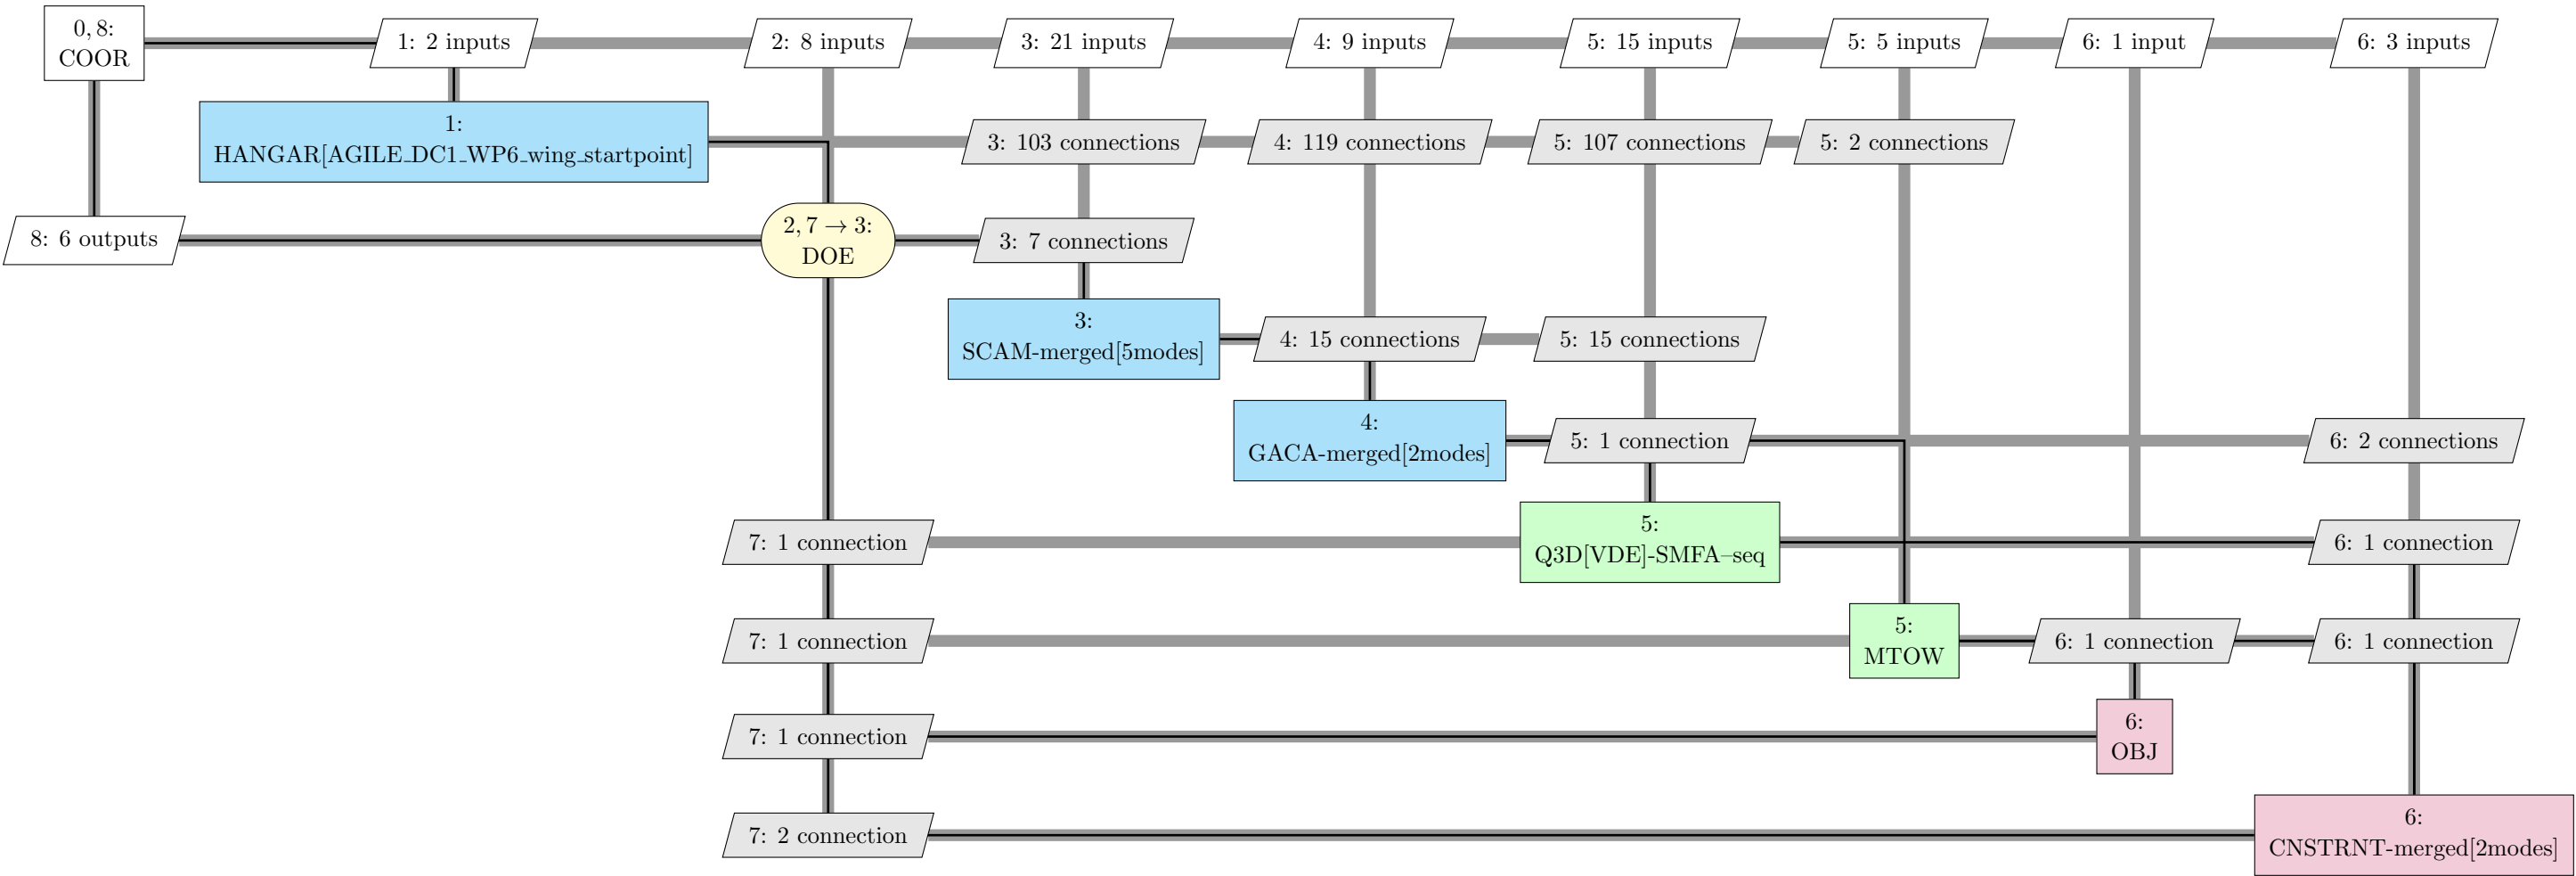 0, 8:
COOR
1: 2 inputs
2: 8 inputs
3: 21 inputs
4: 9 inputs
5: 15 inputs
5: 5 inputs
6: 1 input
6: 3 inputs
1:
HANGAR[AGILE_DC1_WP6_wing_startpoint]
3: 103 connections
4: 119 connections
5: 107 connections
5: 2 connections
8: 6 outputs
2, 7 → 3:
DOE
3: 7 connections
3:
SCAM-merged[5modes]
4: 15 connections
5: 15 connections
4:
GACA-merged[2modes]
5: 1 connection
6: 2 connections
7: 1 connection
5:
Q3D[VDE]-SMFA–seq
6: 1 connection
7: 1 connection
5:
MTOW
6: 1 connection
6: 1 connection
7: 1 connection
6:
OBJ
7: 2 connection
6:
CNSTRNT-merged[2modes]